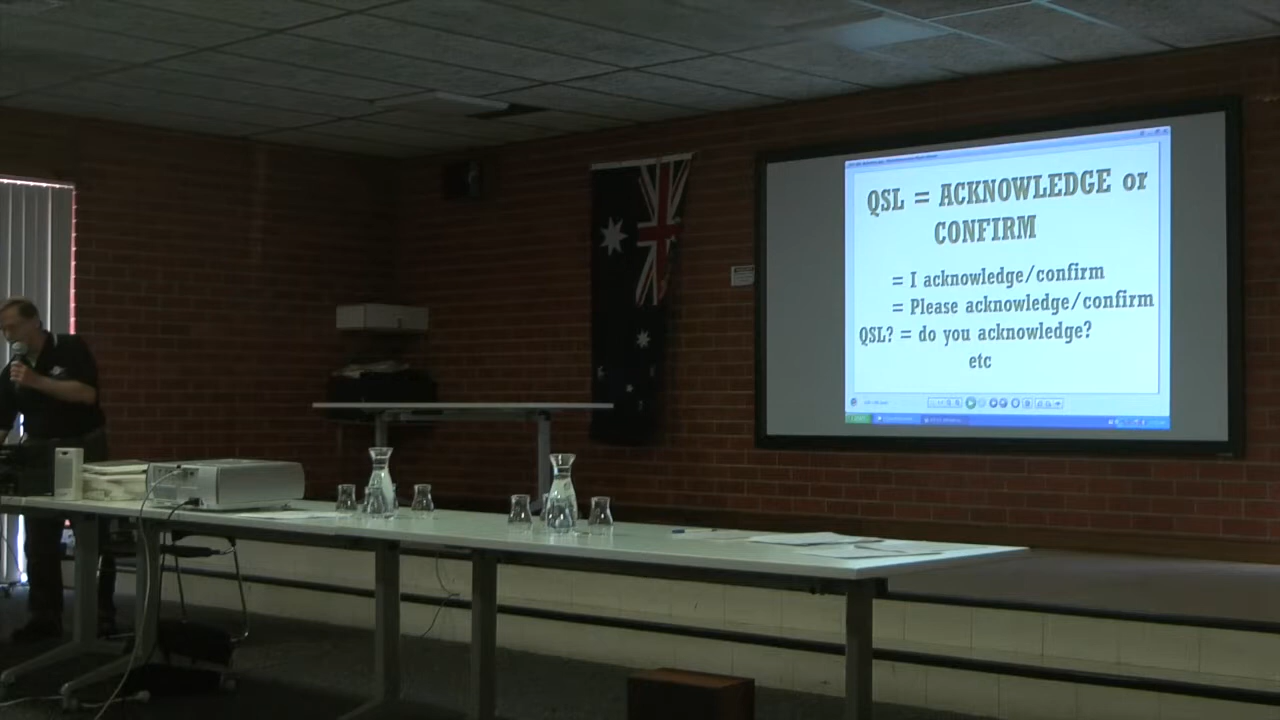 QSL = ACKNOWLEDGE or
CONFIRM
= I acknowledge/confirm
= Please acknowledge/confirm
QSL? = do you acknowledge?
etc